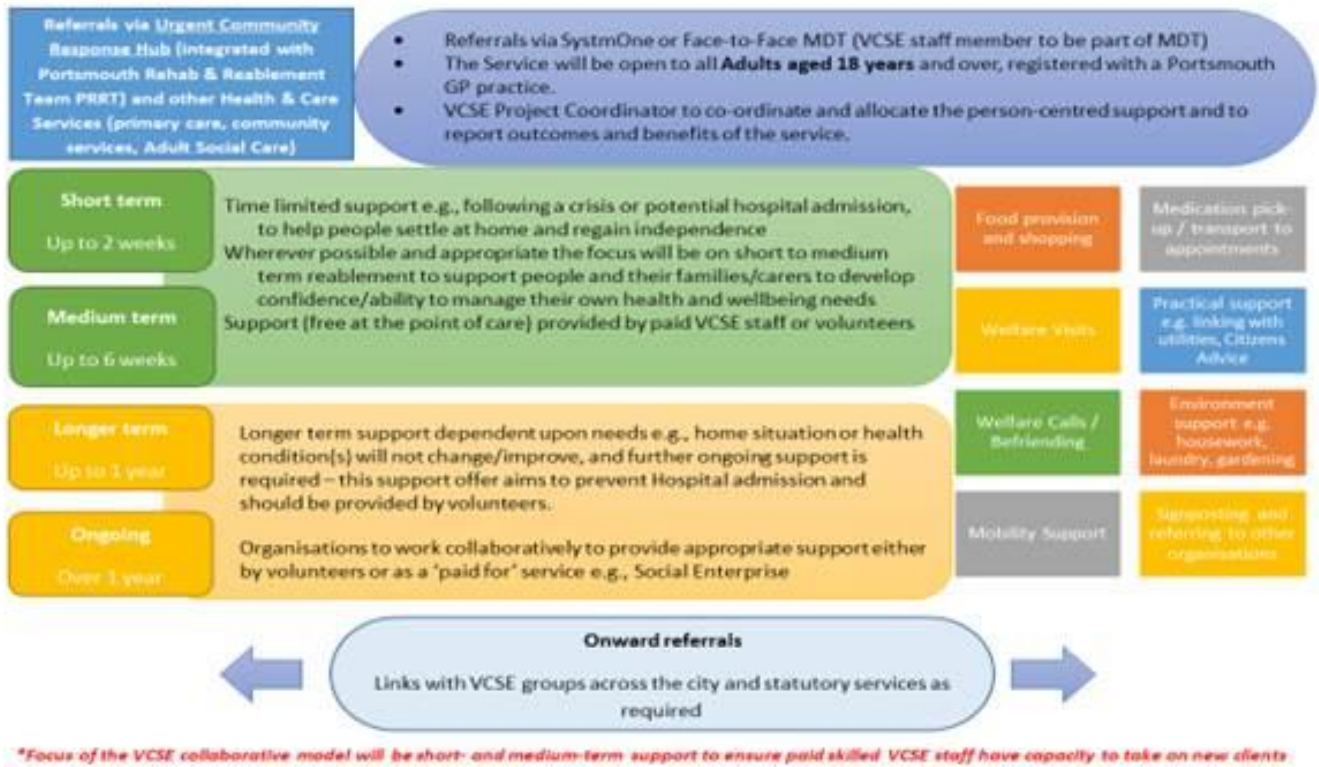 Referrals via Urgent Community
Response Hub (integrated with
Portsmouth Rehab & Reablement
Team PRRT) and other Health & Care
Services (primary care, community
services, Adult Social Care)
• Referrals via SystmOne or Face-to-Face MDT (VCSE staff member to be part of MDT)
• The Service will be open to all Adults aged 18 years and over, registered with a Portsmouth
GP practice.
• VCSE Project Coordinator to co-ordinate and allocate the person-centred support and to
report outcomes and benefits of the service.
Short term
Up to 2 weeks
Medium term
Up to 6 weeks
Time limited support e.g., following a crisis or potential hospital admission,
to help people settle at home and regain independence
Wherever possible and appropriate the focus will be on short to medium
term reablement to support people and their families/carers to develop
confidence/ability to manage their own health and wellbeing needs
Support (free at the point of care) provided by paid VCSE staff or volunteers
Longer term
Up to 1 year
Ongoing
Over 1 year
Longer term support dependent upon needs e.g., home situation or health
condition(s) will not change/improve, and further ongoing support is
required – this support offer aims to prevent Hospital admission and
should be provided by volunteers.
Organisations to work collaboratively to provide appropriate support either
by volunteers or as a ‘paid for’ service e.g., Social Enterprise
Food provision
and shopping
Medication pick-
up / transport to
appointments
Welfare Visits
Practical support
e.g. linking with
utilities, Citizens
Advice
Welfare Calls /
Befriending
Environment
support e.g.
housework,
laundry, gardening
Mobility Support
Signposting and
referring to other
organisations
Onward referrals
Links with VCSE groups across the city and statutory services as
required
*Focus of the VCSE collaborative model will be short- and medium-term support to ensure paid skilled VCSE staff have capacity to take on new clients